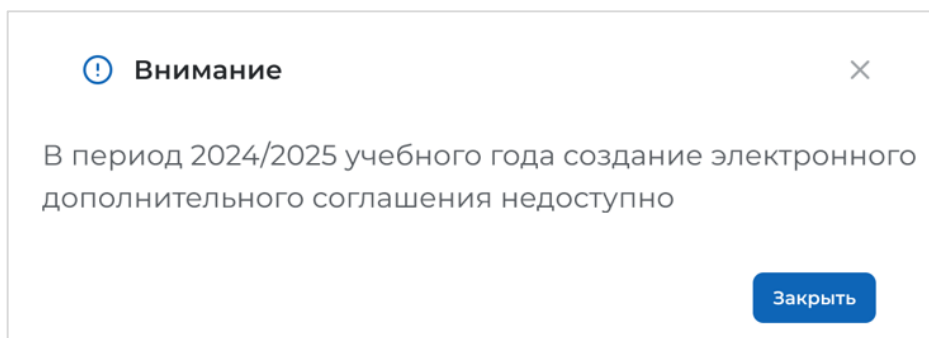 Внимание
В период 2024/2025 учебного года создание электронного
дополнительного соглашения недоступно
Закрыть